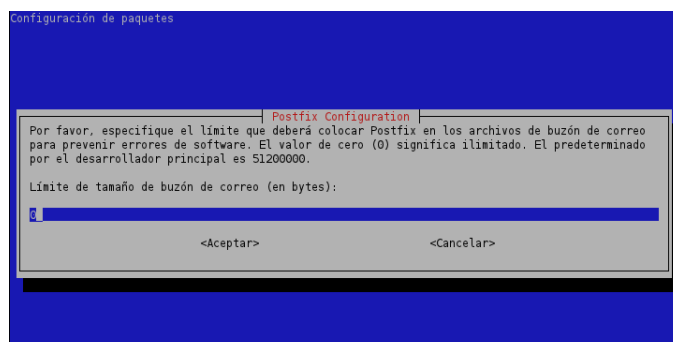 Configuración de paquetes
Postfix Configuration
Por favor, especifique el límite que deberá colocar Postfix en los archivos de buzón de correo
para prevenir errores de software. El valor de cero (0) significa ilimitado. El predeterminado
por el desarrollador principal es 51200000.
Límite de tamaño de buzón de correo (en bytes):
0
<Aceptar> <Cancelar>